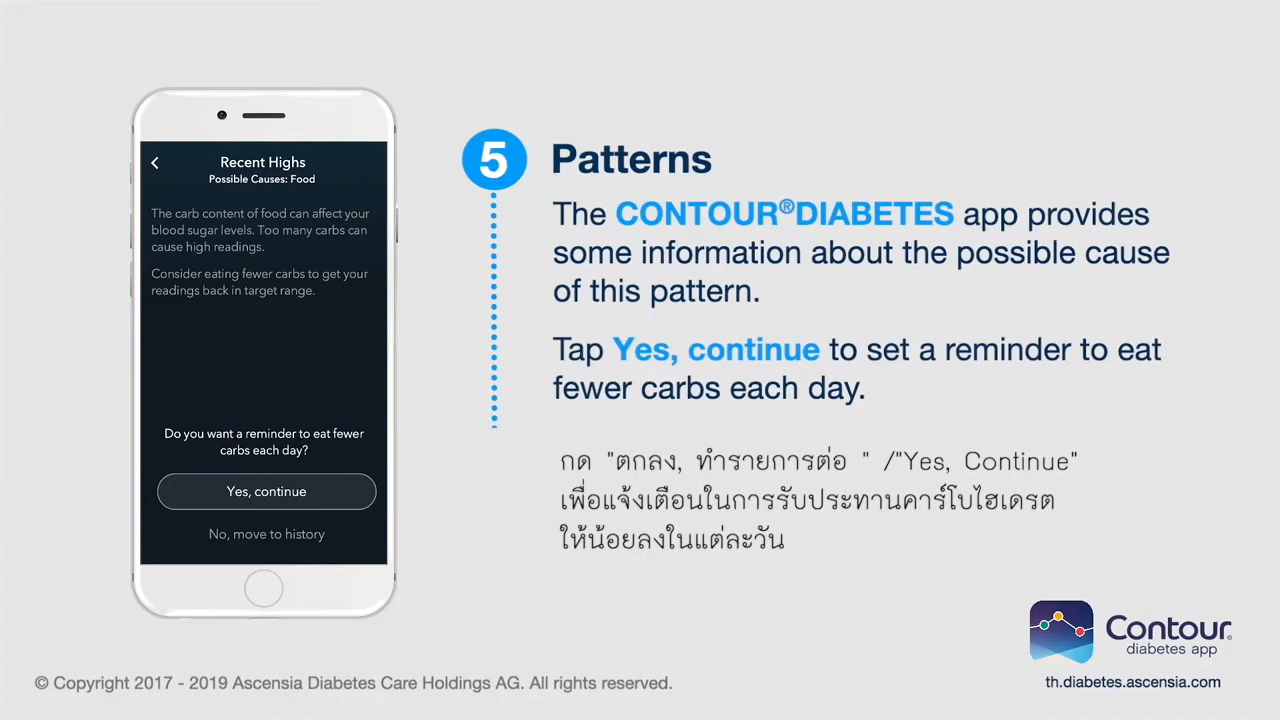 Recent Highs
Possible Causes: Food
The carb content of food can affect your
blood sugar levels. Too many carbs can
cause high readings.
Consider eating fewer carbs to get your
readings back in target range.
Do you want a reminder to eat fewer
carbs each day?
Yes, continue
No, move to history
5 Patterns
The CONTOUR®DIABETES app provides
some information about the possible cause
of this pattern.
Tap Yes, continue to set a reminder to eat
fewer carbs each day.
กด "ตกลง, ทำรายการต่อ " /"Yes, Continue"
เพื่อแจ้งเตือนในการรับประทานคาร์โบไฮเดรต
ให้น้อยลงในแต่ละวัน
Contour®
diabetes app
th.diabetes.ascensia.com
© Copyright 2017 - 2019 Ascensia Diabetes Care Holdings AG. All rights reserved.